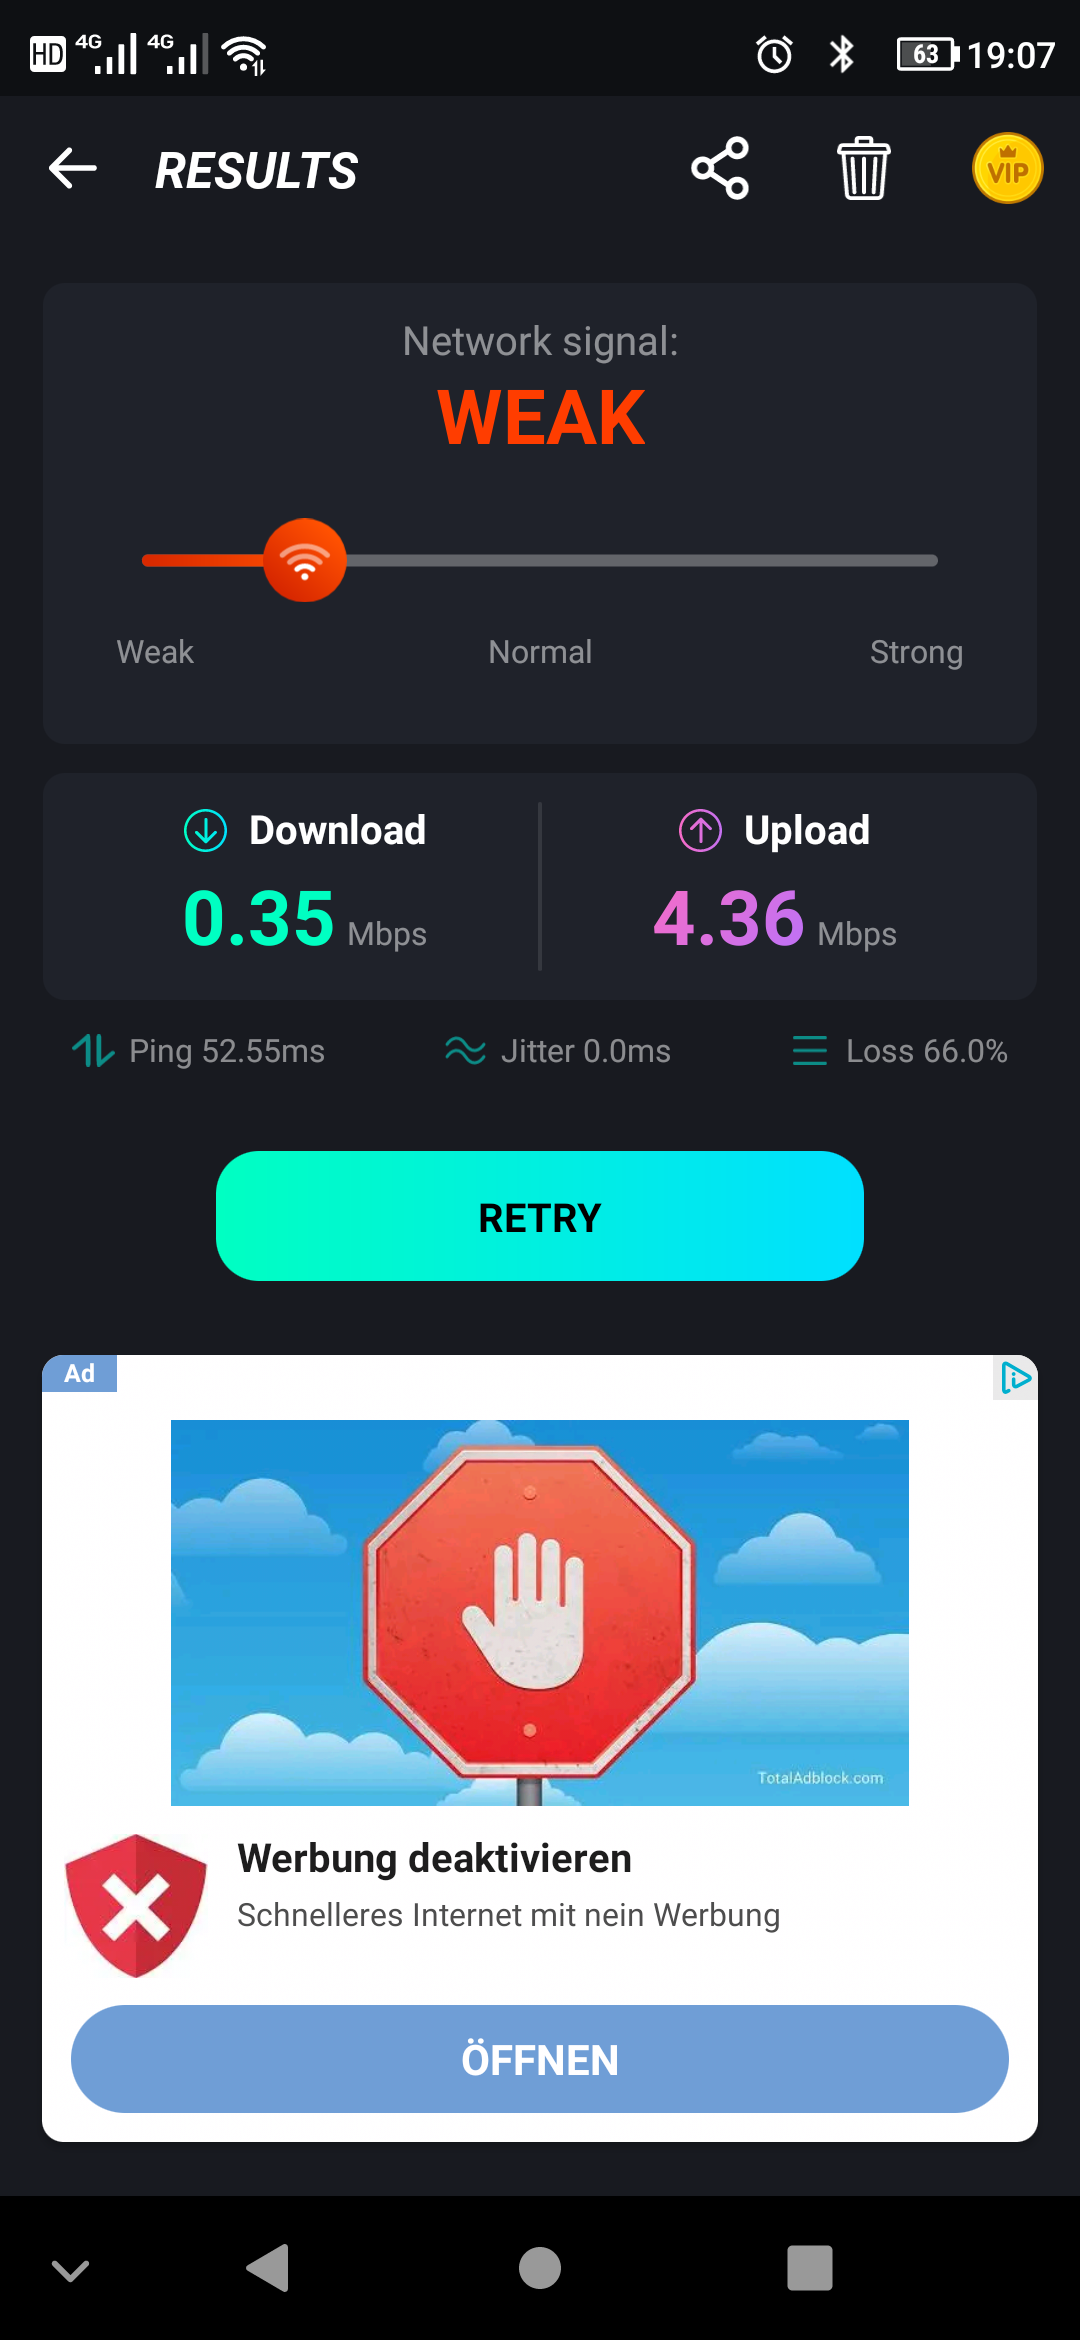 HD 4G 4G 63 19:07
RESULTS VIP
Network signal:
WEAK
Weak Normal Strong
Download Upload
0.35 Mbps 4.36 Mbps
Ping 52.55ms Jitter 0.0ms Loss 66.0%
RETRY
Ad
TotalAdblock.com
Werbung deaktivieren
Schnelleres Internet mit nein Werbung
ÖFFNEN